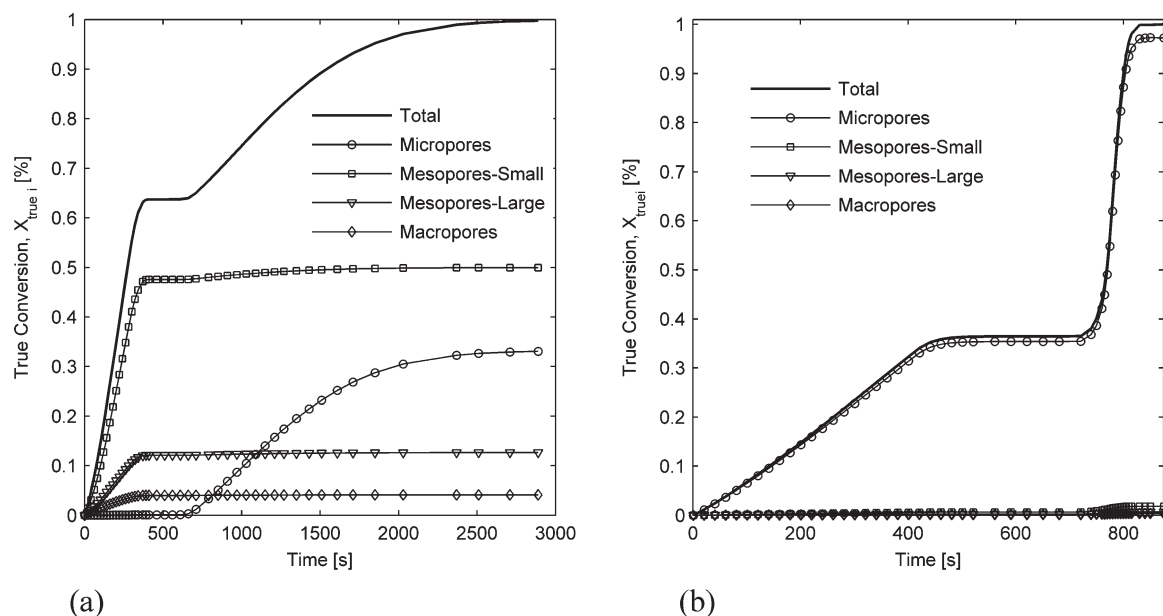 1
0.9
0.8
0.7
0.6
0.5
0.4
0.3
0.2
0.1
0
True Conversion, X_true i [%]
Total
Micropores
Mesopores-Small
Mesopores-Large
Macropores
0 500 1000 1500 2000 2500 3000
Time [s]
(a)
1
0.9
0.8
0.7
0.6
0.5
0.4
0.3
0.2
0.1
0
True Conversion, X_truei [%]
Total
Micropores
Mesopores-Small
Mesopores-Large
Macropores
0 200 400 600 800
Time [s]
(b)